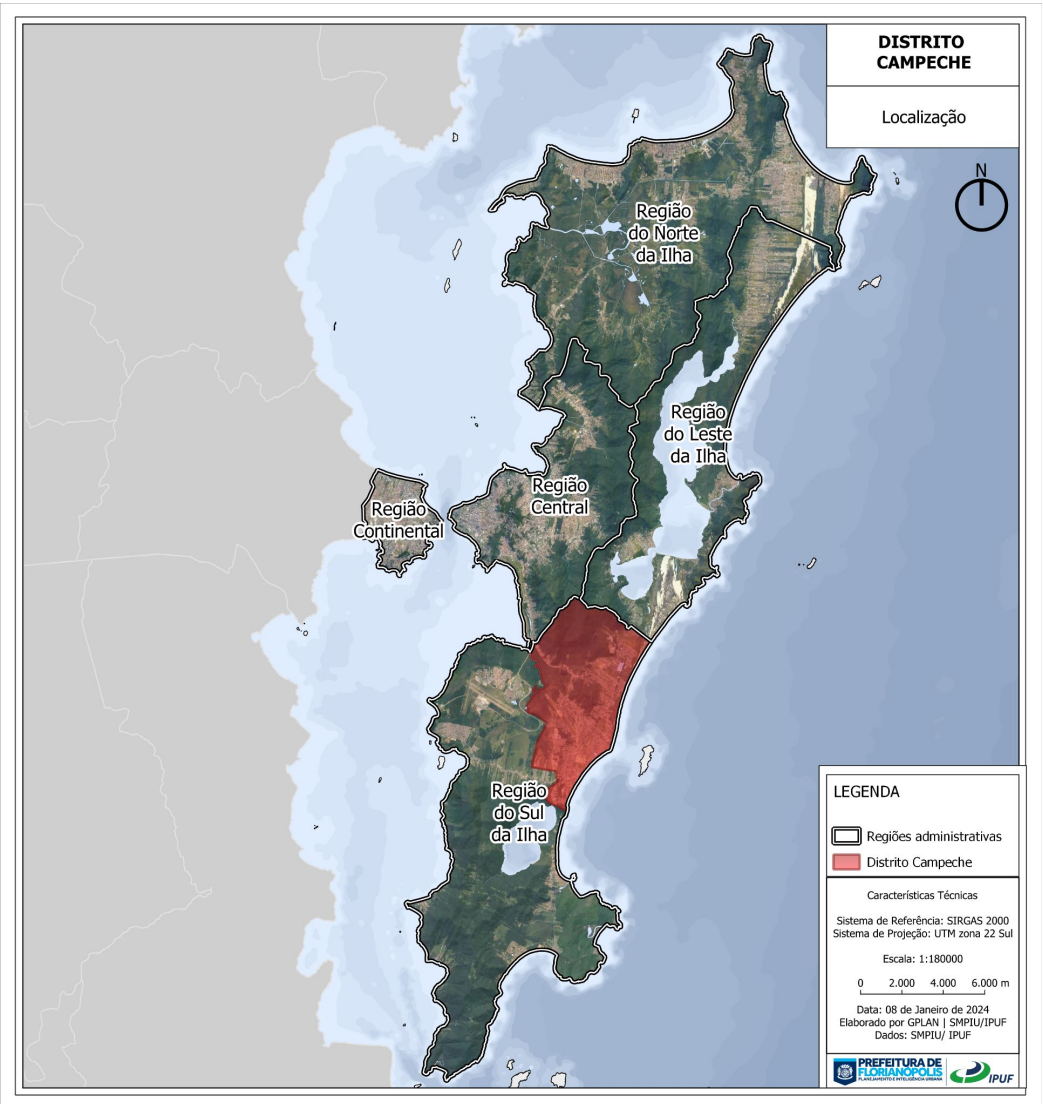 DISTRITO
CAMPECHE
Localização
N
Região
do Norte
da Ilha
Região
do Leste
da Ilha
Região
Central
Região
Continental
Região
do Sul
da Ilha
LEGENDA
Regiões administrativas
Distrito Campeche
Características Técnicas
Sistema de Referência: SIRGAS 2000
Sistema de Projeção: UTM zona 22 Sul
Escala: 1:180000
0 2.000 4.000 6.000 m
Data: 08 de Janeiro de 2024
Elaborado por GPLAN | SMPIU/IPUF
Dados: SMPIU/ IPUF
PREFEITURA DE
FLORIANÓPOLIS
PLANEJAMENTO E INTELIGÊNCIA URBANA
IPUF